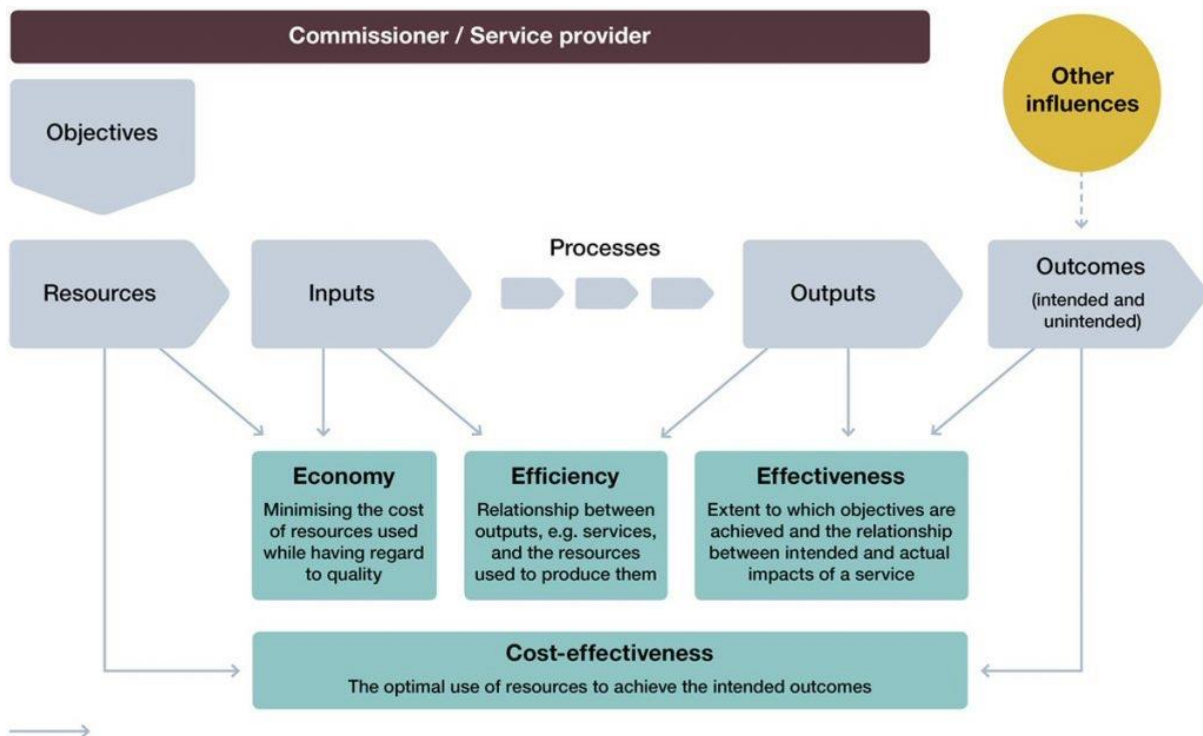 Commissioner / Service provider
Other
influences
Objectives
Resources
Inputs
Processes
Outputs
Outcomes
(intended and
unintended)
Economy
Minimising the cost
of resources used
while having regard
to quality
Efficiency
Relationship between
outputs, e.g. services,
and the resources
used to produce them
Effectiveness
Extent to which objectives are
achieved and the relationship
between intended and actual
impacts of a service
Cost-effectiveness
The optimal use of resources to achieve the intended outcomes